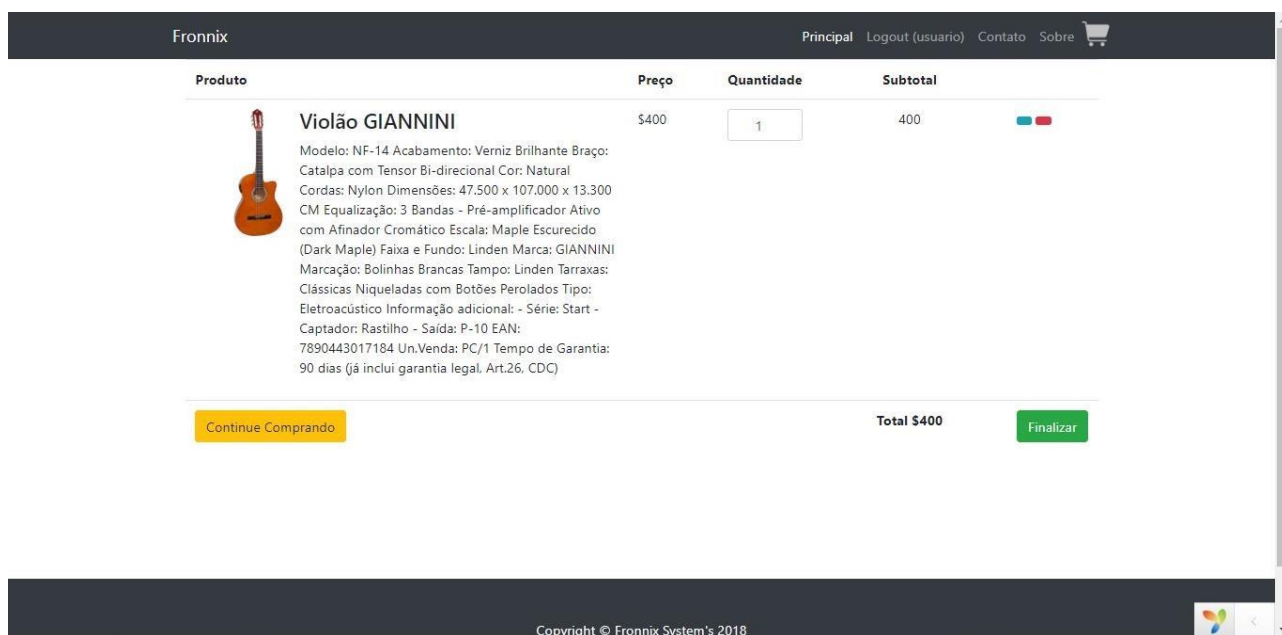 Fronnix
Principal Logout (usuario) Contato Sobre
Produto Preço Quantidade Subtotal
Violão GIANNINI $400 1 400
Modelo: NF-14 Acabamento: Verniz Brilhante Braço:
Catalpa com Tensor Bi-direcional Cor: Natural
Cordas: Nylon Dimensões: 47.500 x 107.000 x 13.300
CM Equalização: 3 Bandas - Pré-amplificador Ativo
com Afinador Cromático Escala: Maple Escurecido
(Dark Maple) Faixa e Fundo: Linden Marca: GIANNINI
Marcação: Bolinhas Brancas Tampo: Linden Tarraxas:
Clássicas Niqueladas com Botões Perolados Tipo:
Eletroacústico Informação adicional: - Série: Start -
Captador: Rastilho - Saída: P-10 EAN:
7890443017184 Un.Venda: PC/1 Tempo de Garantia:
90 dias (já inclui garantia legal, Art.26, CDC)
Continue Comprando Total $400 Finalizar
Copyright © Fronnix System's 2018